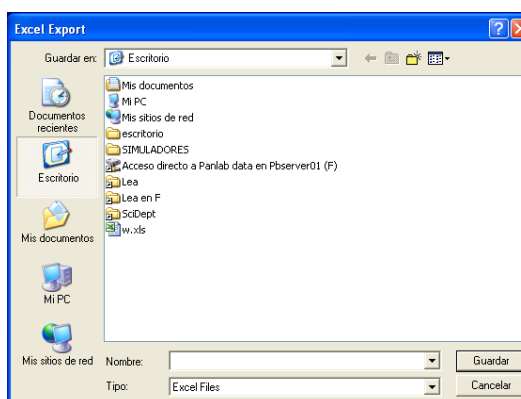 Excel Export
Guardar en: Escritorio
Documentos recientes
Escritorio
Mis documentos
Mi PC
Mis sitios de red
Mis documentos
Mi PC
Mis sitios de red
escritorio
SIMULADORES
Acceso directo a Panlab data en Pbserver01 (F)
Lea
Lea en F
SciDept
w.xls
Nombre:
Guardar
Tipo: Excel Files
Cancelar